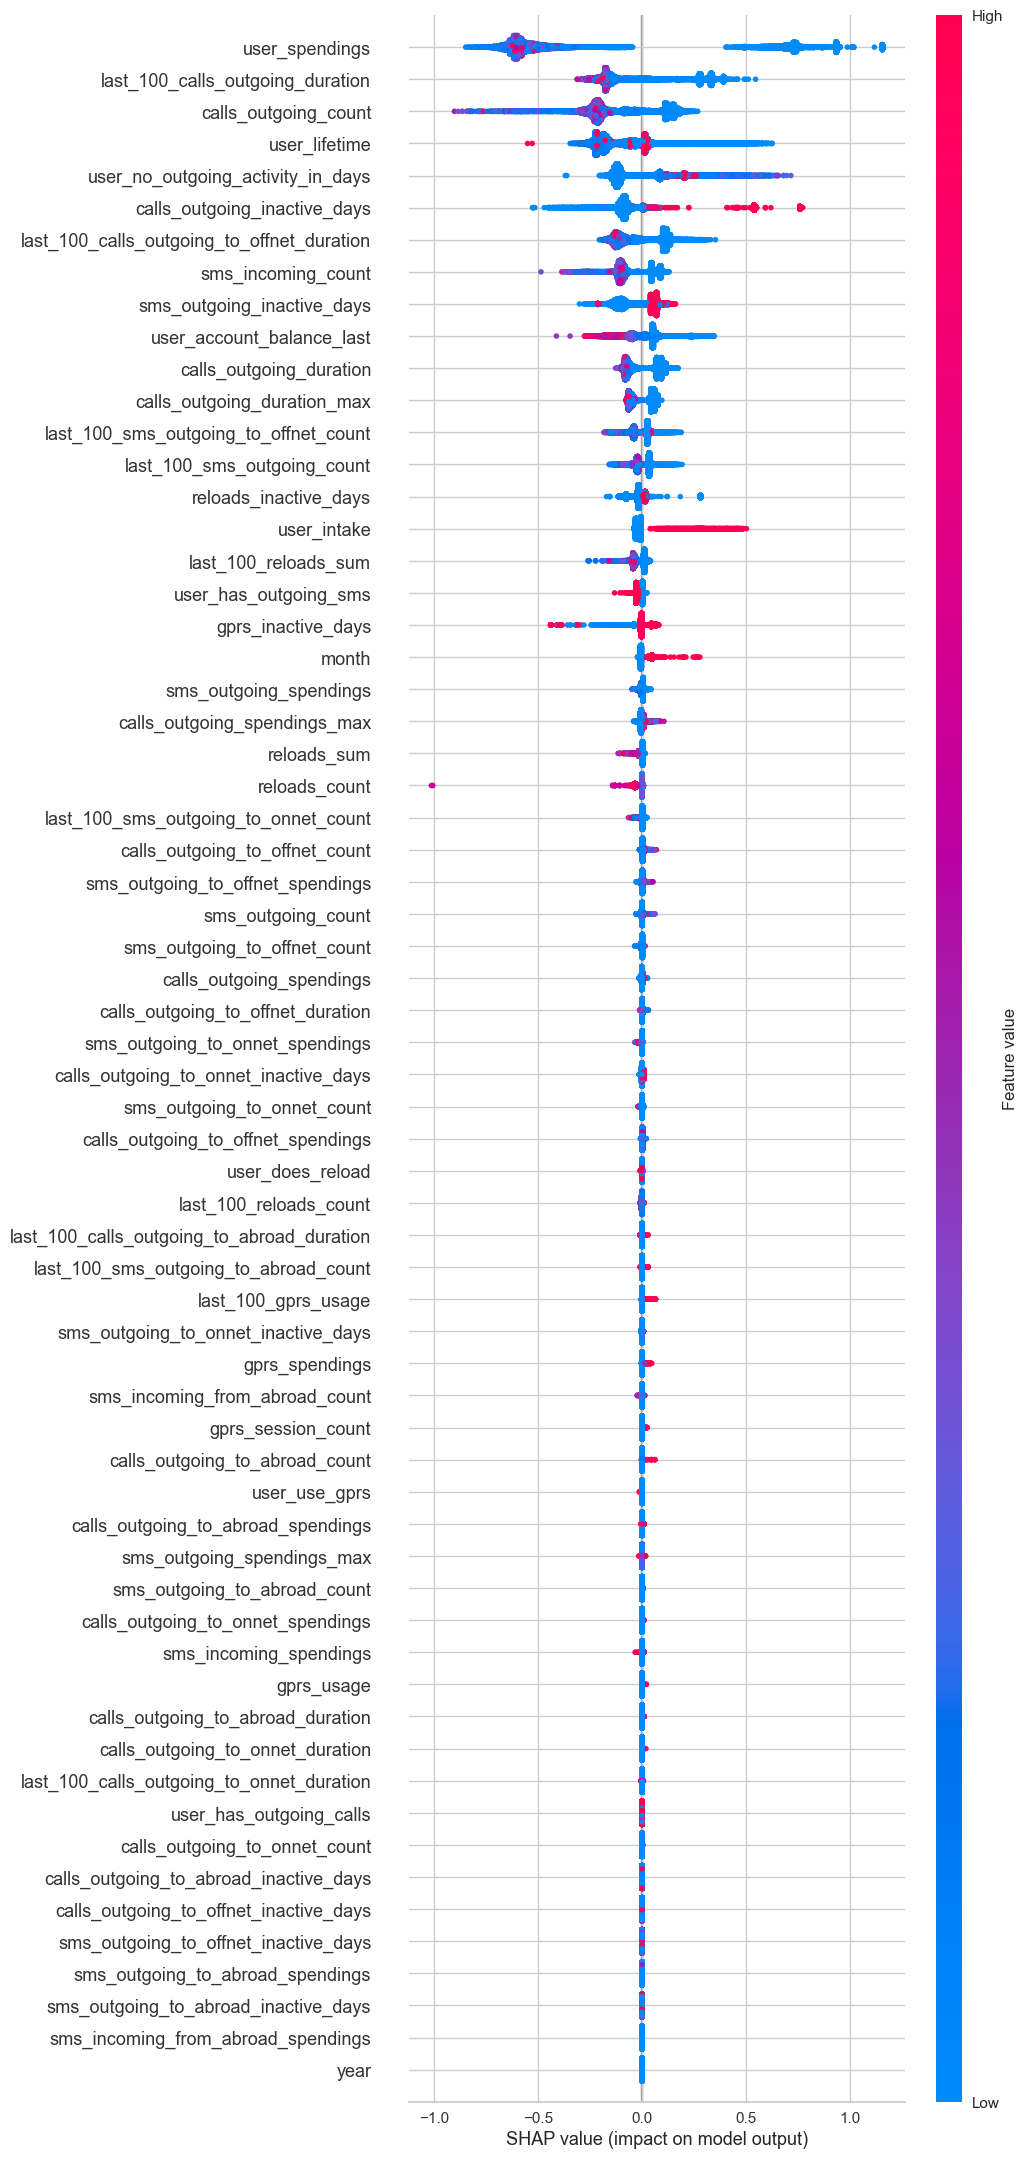 High
user_spendings
last_100_calls_outgoing_duration
calls_outgoing_count
user_lifetime
user_no_outgoing_activity_in_days
calls_outgoing_inactive_days
last_100_calls_outgoing_to_offnet_duration
sms_incoming_count
sms_outgoing_inactive_days
user_account_balance_last
calls_outgoing_duration
calls_outgoing_duration_max
last_100_sms_outgoing_to_offnet_count
last_100_sms_outgoing_count
reloads_inactive_days
user_intake
last_100_reloads_sum
user_has_outgoing_sms
gprs_inactive_days
month
sms_outgoing_spendings
calls_outgoing_spendings_max
reloads_sum
reloads_count
last_100_sms_outgoing_to_onnet_count
calls_outgoing_to_offnet_count
sms_outgoing_to_offnet_spendings
sms_outgoing_count
sms_outgoing_to_offnet_count
calls_outgoing_spendings
calls_outgoing_to_offnet_duration
sms_outgoing_to_onnet_spendings
calls_outgoing_to_onnet_inactive_days
sms_outgoing_to_onnet_count
calls_outgoing_to_offnet_spendings
user_does_reload
last_100_reloads_count
last_100_calls_outgoing_to_abroad_duration
last_100_sms_outgoing_to_abroad_count
last_100_gprs_usage
sms_outgoing_to_onnet_inactive_days
gprs_spendings
sms_incoming_from_abroad_count
gprs_session_count
calls_outgoing_to_abroad_count
user_use_gprs
calls_outgoing_to_abroad_spendings
sms_outgoing_spendings_max
sms_outgoing_to_abroad_count
calls_outgoing_to_onnet_spendings
sms_incoming_spendings
gprs_usage
calls_outgoing_to_abroad_duration
calls_outgoing_to_onnet_duration
last_100_calls_outgoing_to_onnet_duration
user_has_outgoing_calls
calls_outgoing_to_onnet_count
calls_outgoing_to_abroad_inactive_days
calls_outgoing_to_offnet_inactive_days
sms_outgoing_to_offnet_inactive_days
sms_outgoing_to_abroad_spendings
sms_outgoing_to_abroad_inactive_days
sms_incoming_from_abroad_spendings
year
Feature value
Low
−1.0 −0.5 0.0 0.5 1.0
SHAP value (impact on model output)